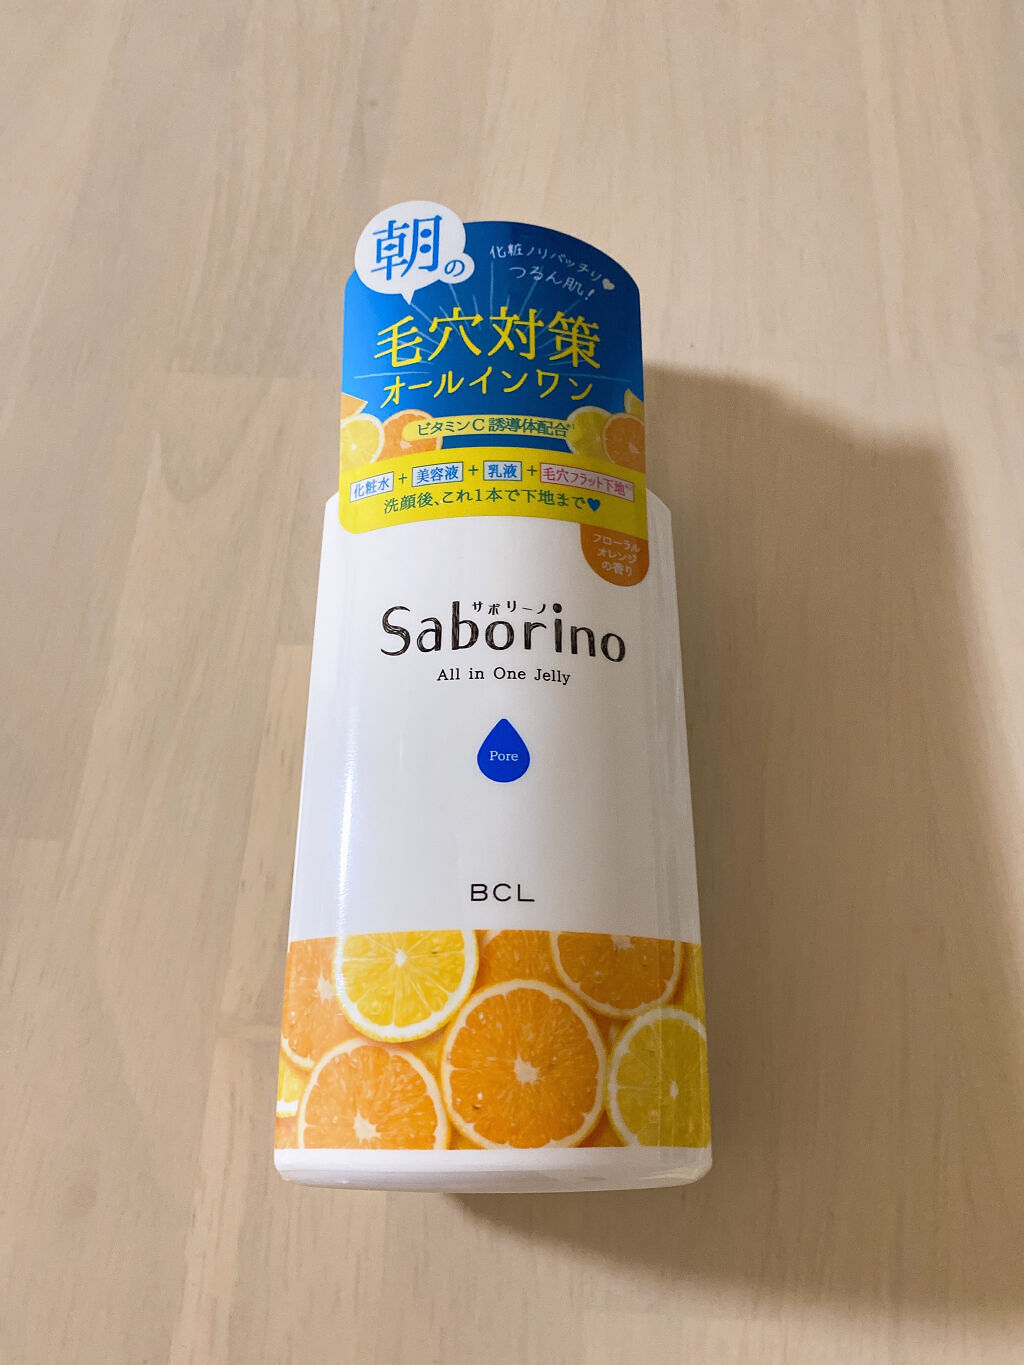 朝の
化粧ノリバッチリ♥
つるん肌！
毛穴対策
オールインワン
ビタミンC誘導体配合*1
化粧水 + 美容液 + 乳液 + 毛穴フラット下地
洗顔後、これ1本で下地まで♥
フローラル
オレンジ
の香り
サボリーノ
Saborino
All in One Jelly
Pore
BCL